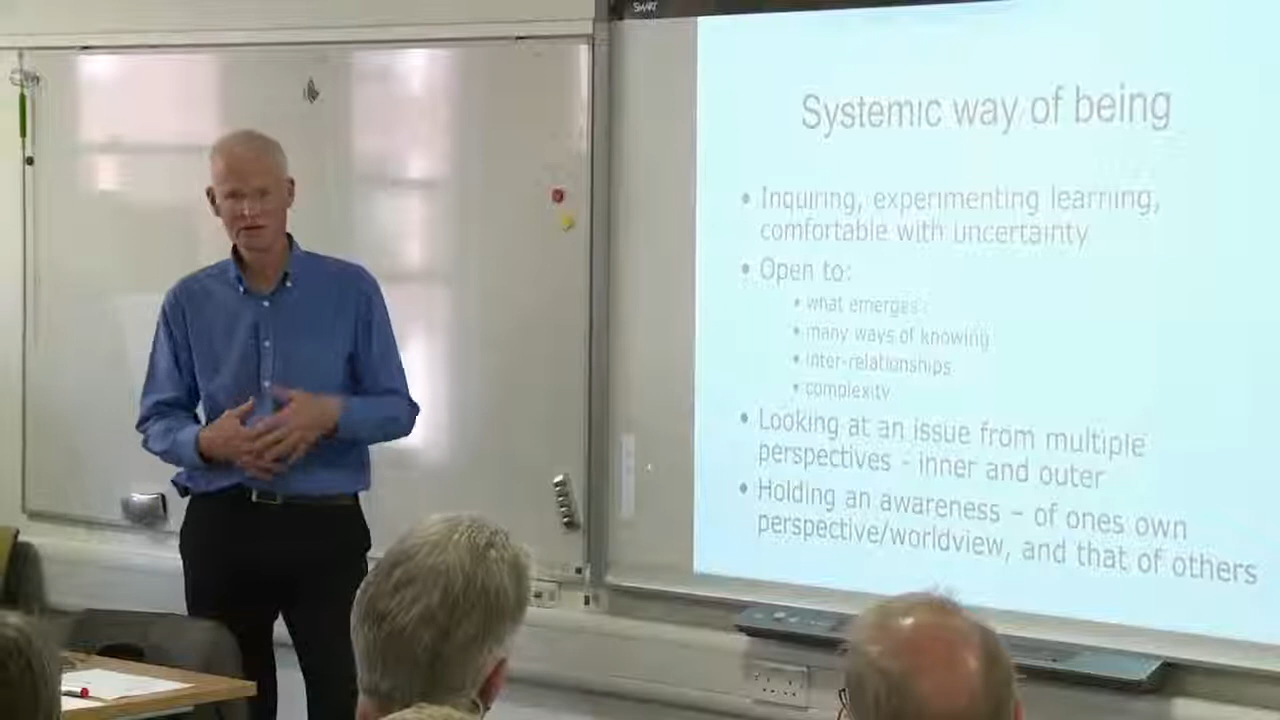 SMART
Systemic way of being
• Inquiring, experimenting learning,
comfortable with uncertainty
• Open to:
• what emerges
• many ways of knowing
• inter-relationships
• complexity
• Looking at an issue from multiple
perspectives - inner and outer
• Holding an awareness – of ones own
perspective/worldview, and that of others